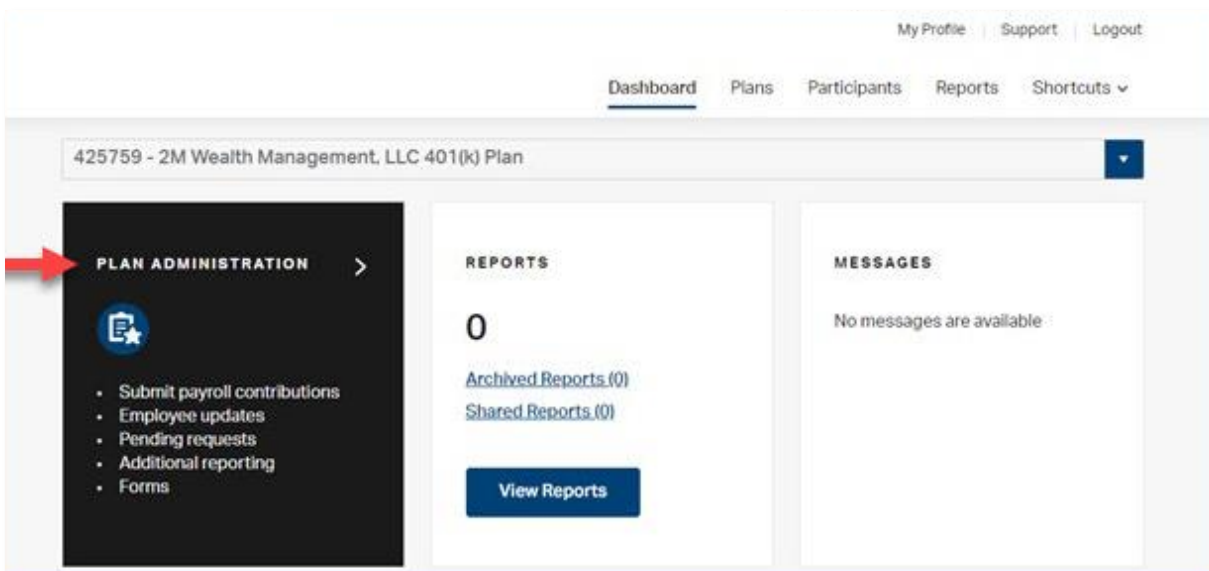 My Profile | Support | Logout
Dashboard Plans Participants Reports Shortcuts
425759 - 2M Wealth Management, LLC 401(k) Plan
PLAN ADMINISTRATION
• Submit payroll contributions
• Employee updates
• Pending requests
• Additional reporting
• Forms
REPORTS
0
Archived Reports (0)
Shared Reports (0)
View Reports
MESSAGES
No messages are available